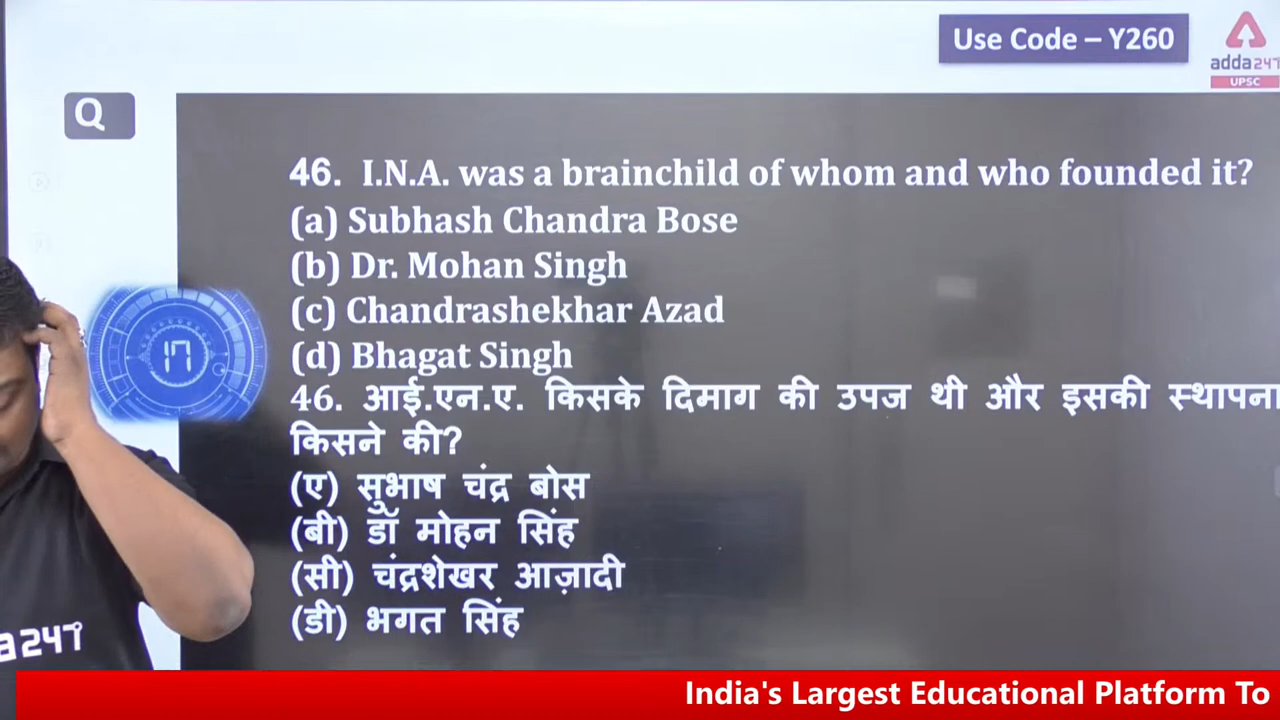 Use Code – Y260
adda247
UPSC
Q
46. I.N.A. was a brainchild of whom and who founded it?
(a) Subhash Chandra Bose
(b) Dr. Mohan Singh
(c) Chandrashekhar Azad
(d) Bhagat Singh
17
46. आई.एन.ए. किसके दिमाग की उपज थी और इसकी स्थापना
किसने की?
(ए) सुभाष चंद्र बोस
(बी) डॉ मोहन सिंह
(सी) चंद्रशेखर आज़ादी
(डी) भगत सिंह
a247
India's Largest Educational Platform To